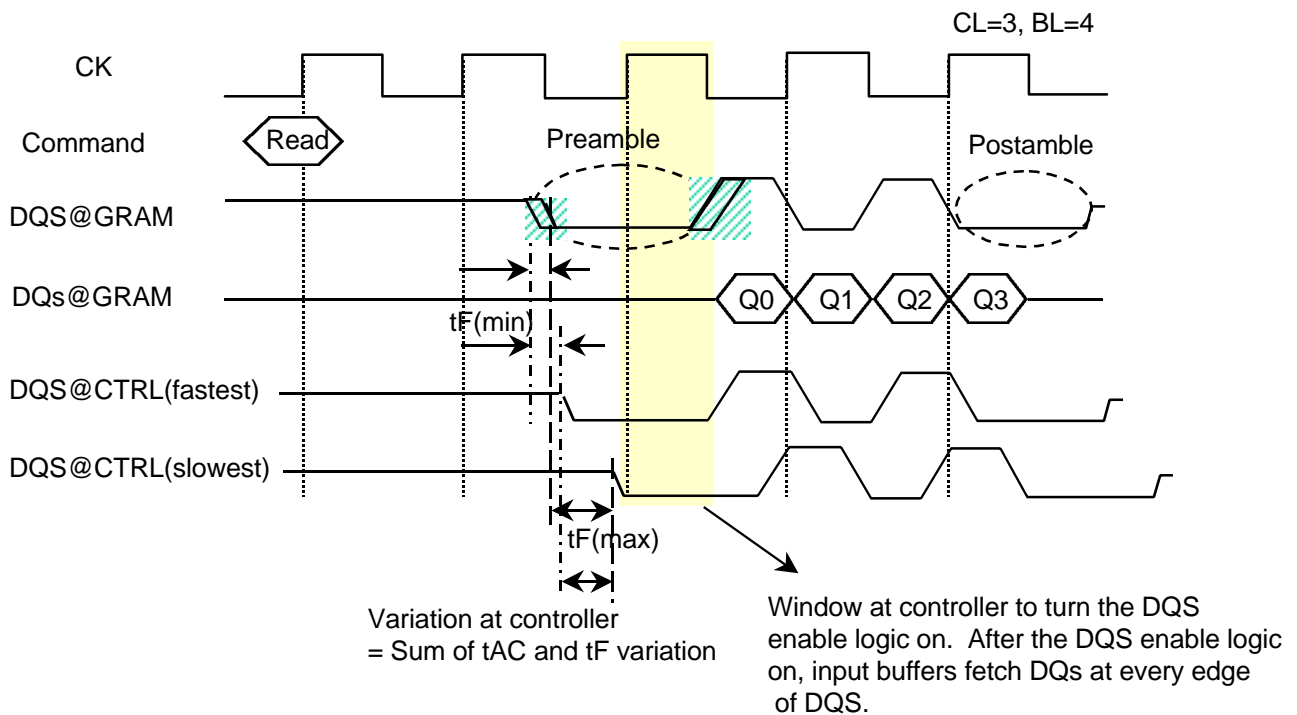 CL=3, BL=4
CK
Command
Read
Preamble
Postamble
DQS@GRAM
DQs@GRAM
Q0
Q1
Q2
Q3
tF(min)
DQS@CTRL(fastest)
DQS@CTRL(slowest)
tF(max)
Variation at controller
= Sum of tAC and tF variation
Window at controller to turn the DQS
enable logic on. After the DQS enable logic
on, input buffers fetch DQs at every edge
of DQS.